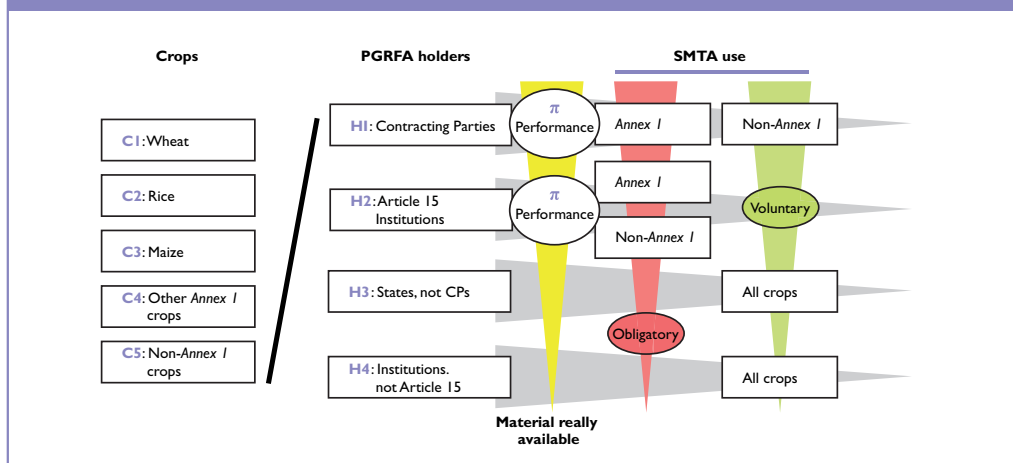 Crops
PGRFA holders
SMTA use
C1: Wheat
C2: Rice
C3: Maize
C4: Other Annex 1
crops
C5: Non-Annex 1
crops
H1: Contracting Parties
π
Performance
Annex 1
Non-Annex 1
H2: Article 15
Institutions
π
Performance
Annex 1
Non-Annex 1
Voluntary
H3: States, not CPs
All crops
Obligatory
H4: Institutions.
not Article 15
All crops
Material really
available